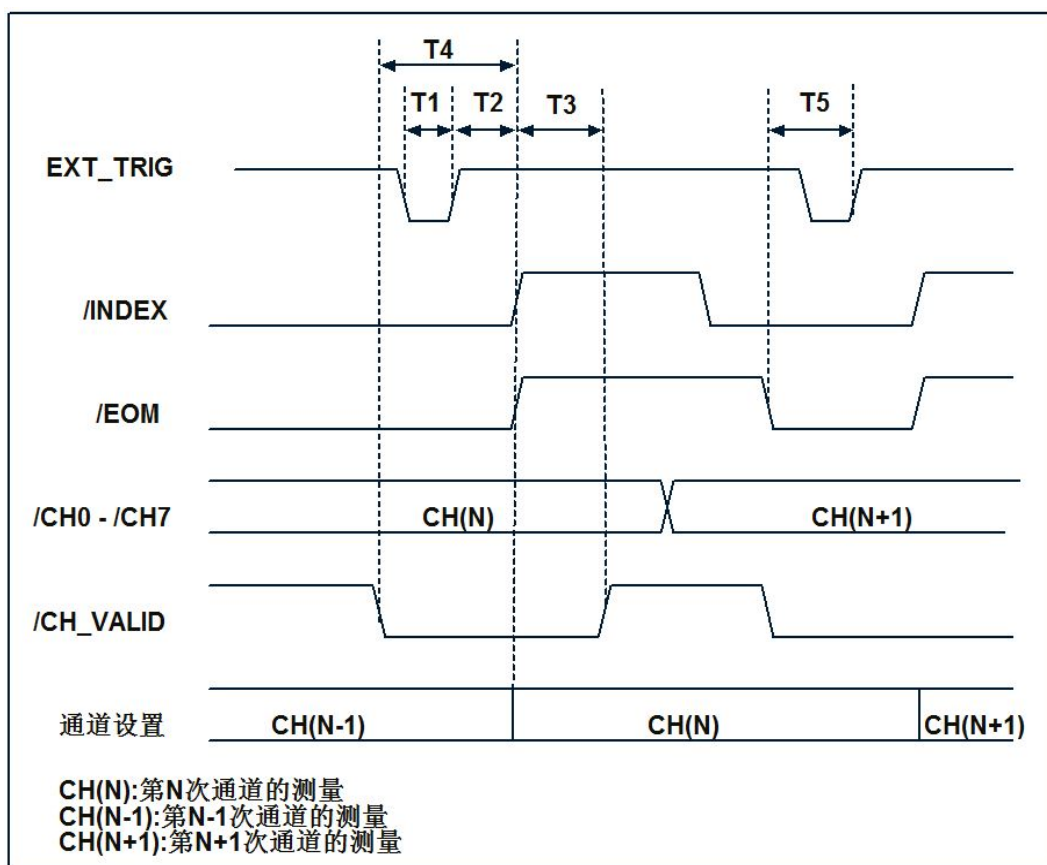 T4
T1 T2 T3 T5
EXT_TRIG
/INDEX
/EOM
/CH0 - /CH7 CH(N) CH(N+1)
/CH_VALID
通道设置 CH(N-1) CH(N) CH(N+1)
CH(N):第N次通道的测量
CH(N-1):第N-1次通道的测量
CH(N+1):第N+1次通道的测量